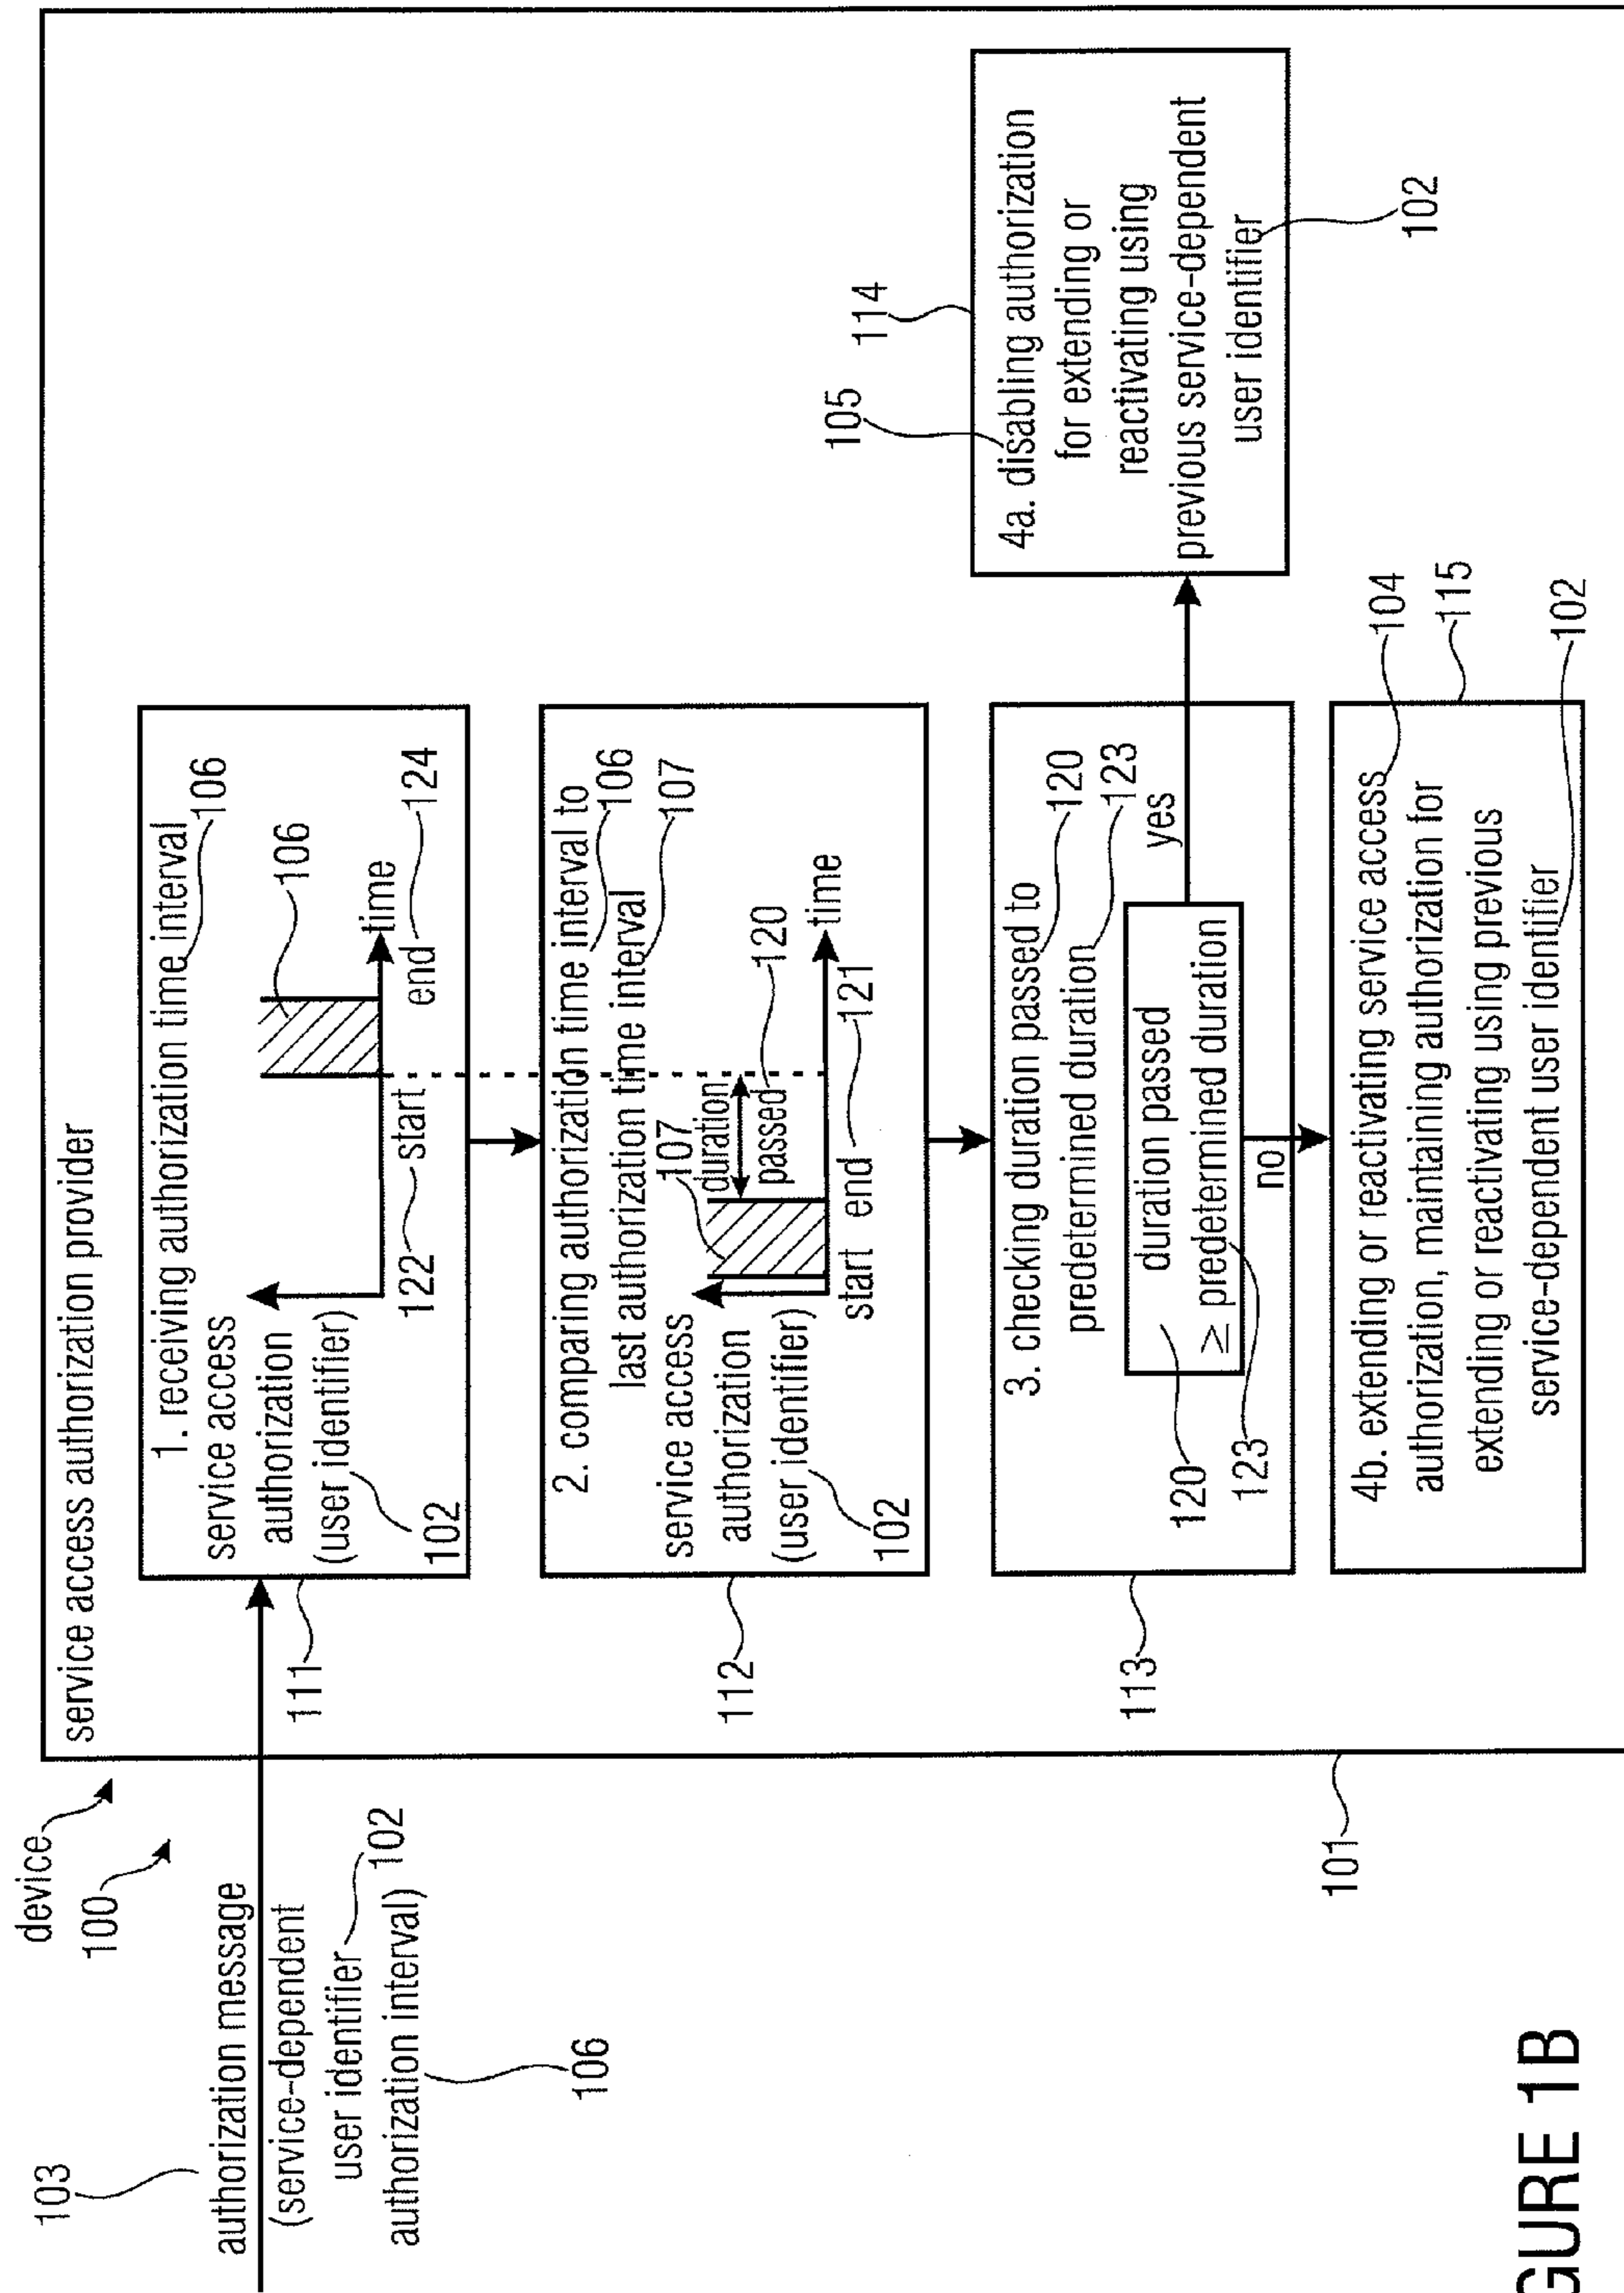 device
100
103
authorization message
(service-dependent
user identifier
102
authorization interval)
106
service access authorization provider
101
111
1. receiving authorization time interval
106
service access
authorization
(user identifier)
102
106
time
122
start
end
124
112
2. comparing authorization time interval to
106
last authorization time interval
107
service access
authorization
(user identifier)
102
107
duration
passed
120
time
start
end
121
113
3. checking duration passed to
120
predetermined duration
123
duration passed
≥ predetermined duration
120
123
yes
no
105
114
4a. disabling authorization
for extending or
reactivating using
previous service-dependent
user identifier
102
4b. extending or reactivating service access
104
authorization, maintaining authorization for
115
extending or reactivating using previous
service-dependent user identifier
102
GURE 1B